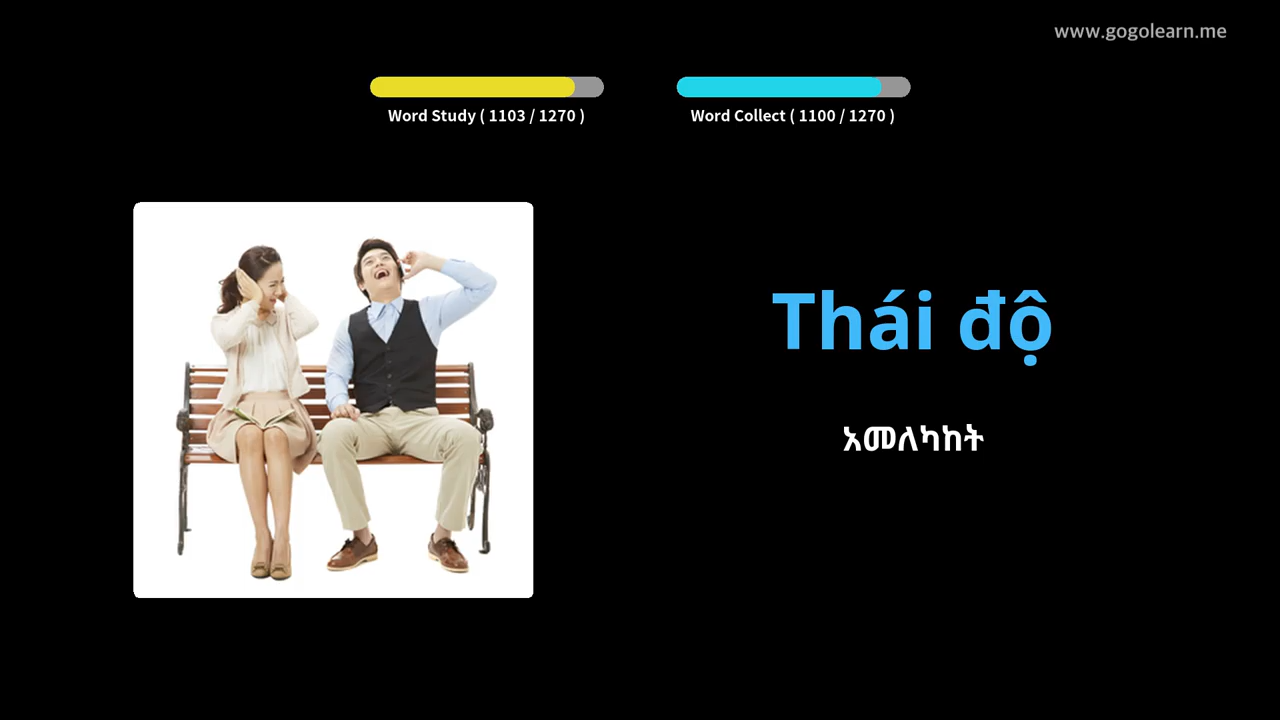 www.gogolearn.me
Word Study ( 1103 / 1270 )
Word Collect ( 1100 / 1270 )
Thái độ
አመለካከት